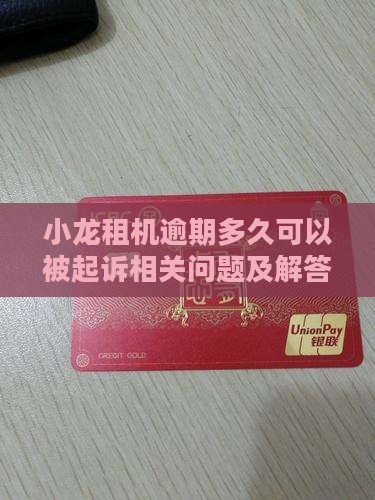 ICBC
小龙租机逾期多久可以
被起诉相关问题及解答
UnionPay
银联
CREDIT GOLD